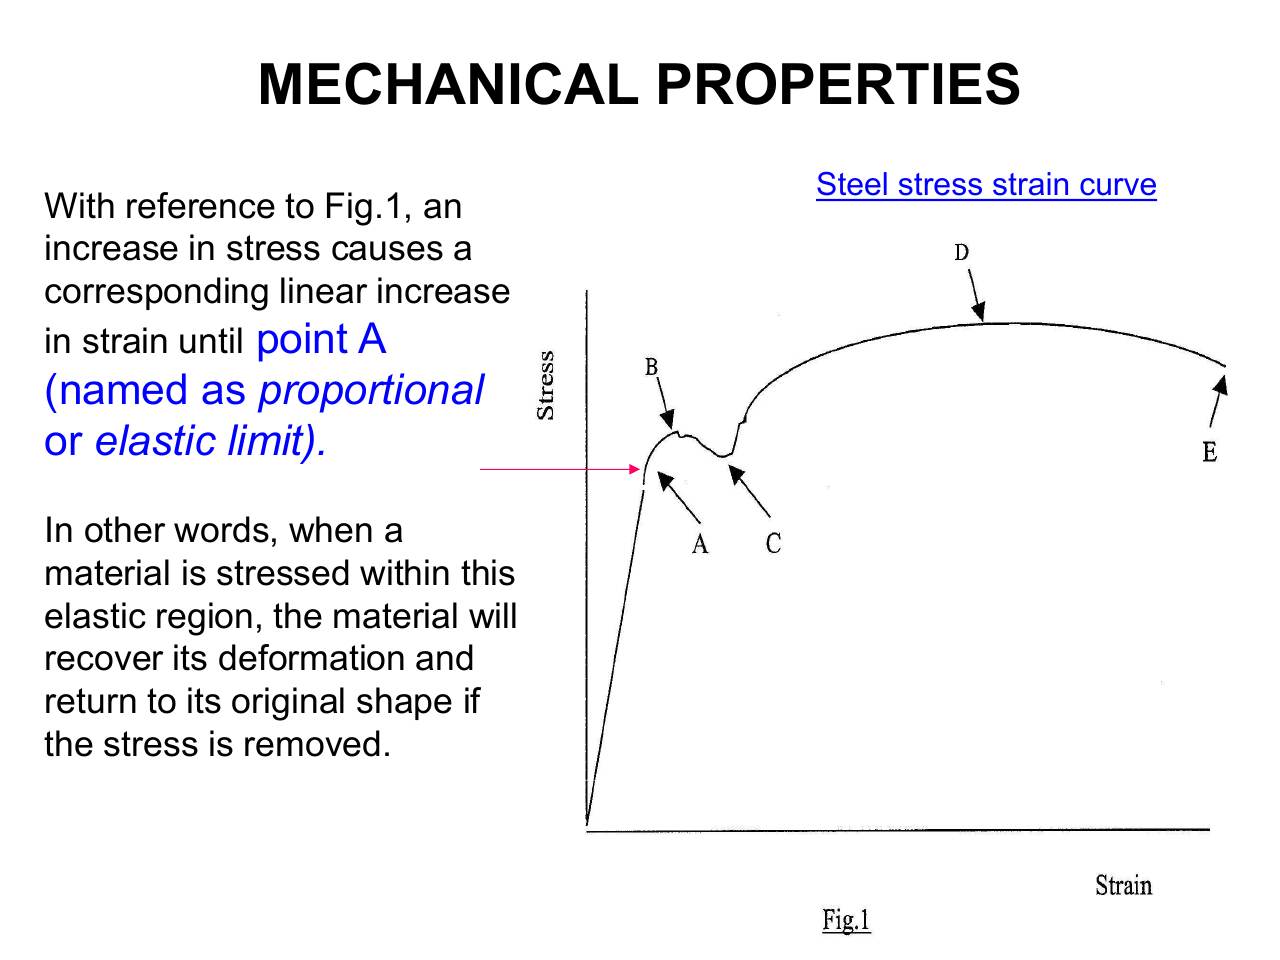 MECHANICAL PROPERTIES
With reference to Fig.1, an
increase in stress causes a
corresponding linear increase
in strain until point A
(named as proportional
or elastic limit).
In other words, when a
material is stressed within this
elastic region, the material will
recover its deformation and
return to its original shape if
the stress is removed.
Steel stress strain curve
D
B
Stress
E
A
C
Strain
Fig.1